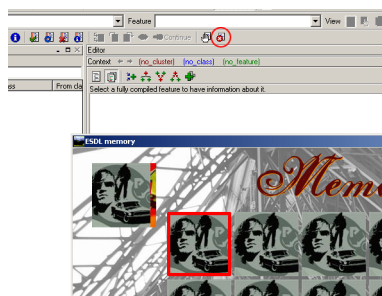 Feature View
Continue
Editor
Context (no_cluster) (no_class) (no_feature)
ss From cla
Select a fully compiled feature to have information about it.
ESDL memory
Mem